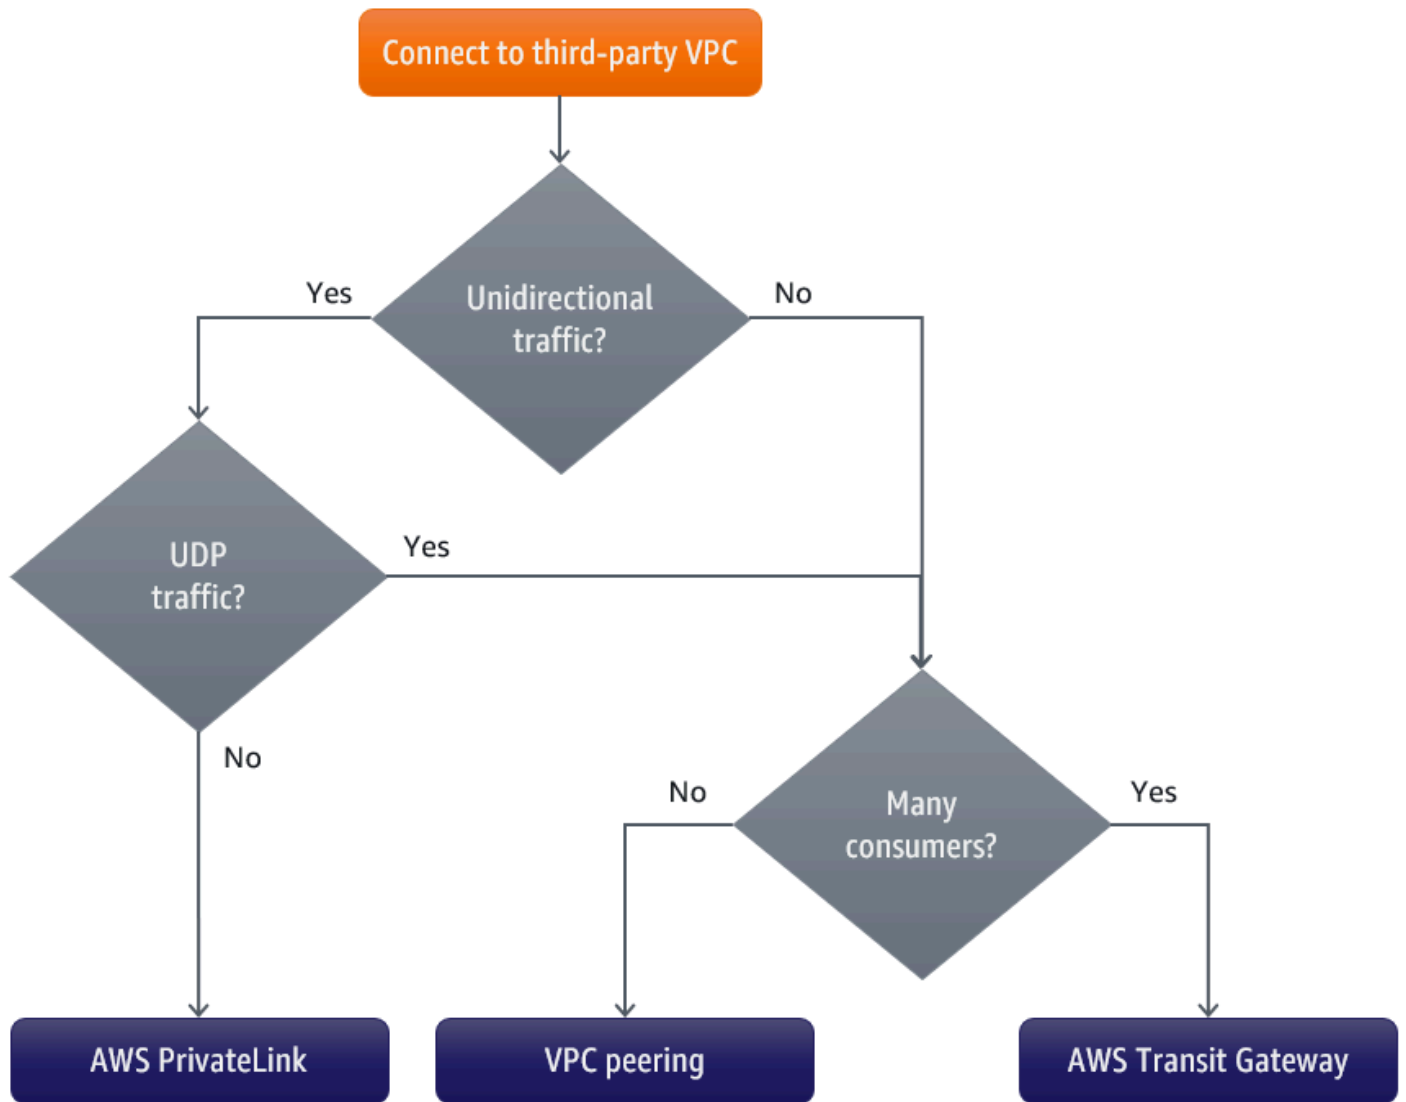 Connect to third-party VPC
Yes
Unidirectional
traffic?
No
UDP
traffic?
Yes
No
No
Many
consumers?
Yes
AWS PrivateLink
VPC peering
AWS Transit Gateway